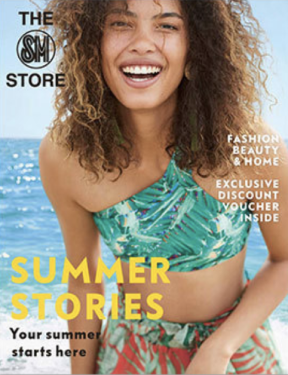 THE
SM
STORE
FASHION
BEAUTY
& HOME
EXCLUSIVE
DISCOUNT
VOUCHER
INSIDE
SUMMER
STORIES
Your summer
starts here